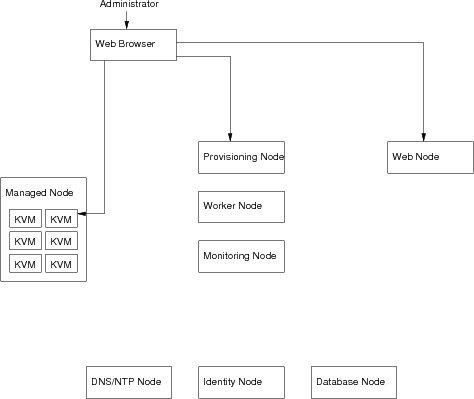 Administrator
Web Browser
Provisioning Node
Web Node
Managed Node
KVM KVM
KVM KVM
KVM KVM
Worker Node
Monitoring Node
DNS/NTP Node
Identity Node
Database Node